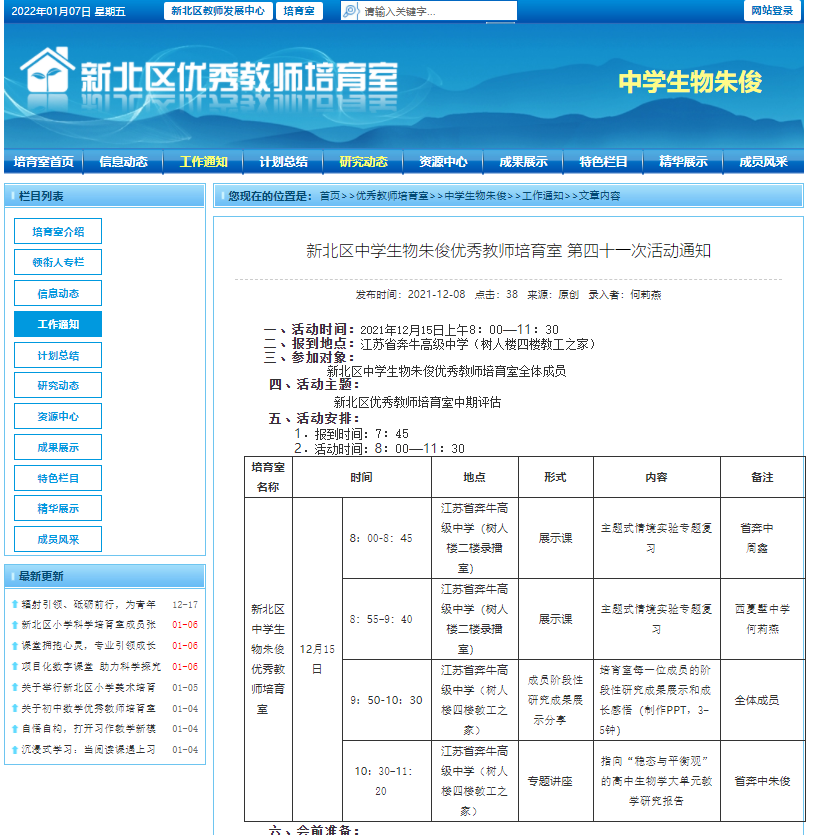 2022年01月07日 星期五
新北区教师发展中心 培育室
请输入关键字...
网站登录
新北区优秀教师培育室
中学生物朱俊
培育室首页 信息动态 工作通知 计划总结 研究动态 资源中心 成果展示 特色栏目 精华展示 成员风采
栏目列表
培育室介绍
领衔人专栏
信息动态
工作通知
计划总结
研究动态
资源中心
成果展示
特色栏目
精华展示
成员风采
最新更新
辐射引领、砥砺前行，为青年 12-17
新北区小学科学培育室成员张 01-06
课堂拥抱心灵，专业引领成长 01-06
项目化数字课堂 助力科学探究 01-06
关于举行新北区小学美术培育 01-05
关于初中数学优秀教师培育室 01-04
自悟自构，打开习作教学新模 01-04
沉浸式学习：当阅读课遇上习 01-04
您现在的位置是：首页>>优秀教师培育室>>中学生物朱俊>>工作通知>>文章内容
新北区中学生物朱俊优秀教师培育室 第四十一次活动通知
发布时间：2021-12-08 点击：38 来源：原创 录入者：何莉燕
一、活动时间：2021年12月15日上午8：00—11：30
二、报到地点：江苏省奔牛高级中学（树人楼四楼教工之家）
三、参加对象：
新北区中学生物朱俊优秀教师培育室全体成员
四、活动主题：
新北区优秀教师培育室中期评估
五、活动安排：
1．报到时间：7：45
2．活动时间：8：00—11：30
培育室
名称
时间
地点
形式
内容
备注
新北区
中学生
物朱俊
优秀教
师培育
室
12月15
日
8：00-8：45
江苏省奔牛高
级中学（树人
楼二楼录播
室）
展示课
主题式情境实验专题复
习
省奔中
周鑫
8：55-9：40
江苏省奔牛高
级中学（树人
楼二楼录播
室）
展示课
主题式情境实验专题复
习
西夏墅中学
何莉燕
9：50-10：30
江苏省奔牛高
级中学（树人
楼四楼教工之
家）
成员阶段性
研究成果展
示分享
培育室每一位成员的阶
段性研究成果展示和成
长感悟（制作PPT，3-
5钟）
全体成员
10：30-11：
20
江苏省奔牛高
级中学（树人
楼四楼教工之
家）
专题讲座
指向“稳态与平衡观”
的高中生物学大单元教
学研究报告
省奔中朱俊
六、会前准备：